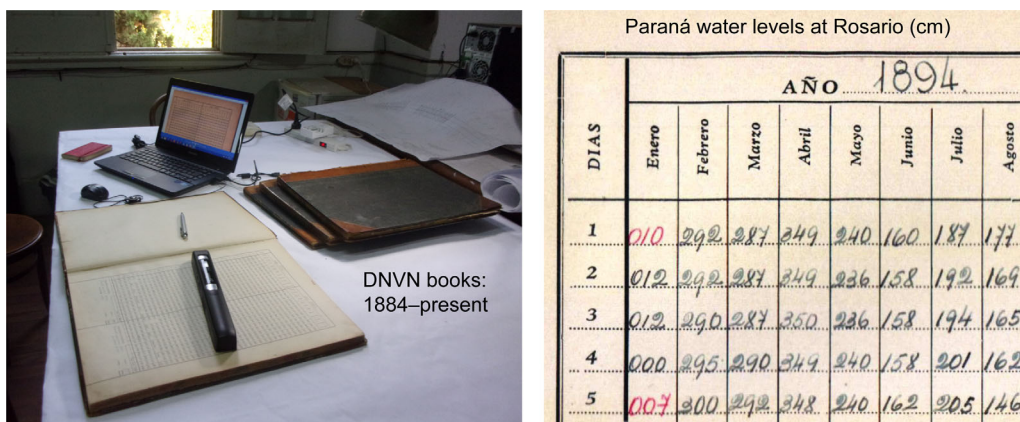 DNVN books:
1884–present
Paraná water levels at Rosario (cm)
AÑO 1894.
DIAS Enero Febrero Marzo Abril Mayo Junio Julio Agosto
1 010 292 287 349 240 160 187 177
2 012 292 287 349 236 158 192 169
3 012 290 287 350 236 158 194 165
4 000 295 290 349 240 158 201 162
5 007 300 292 348 240 162 205 146